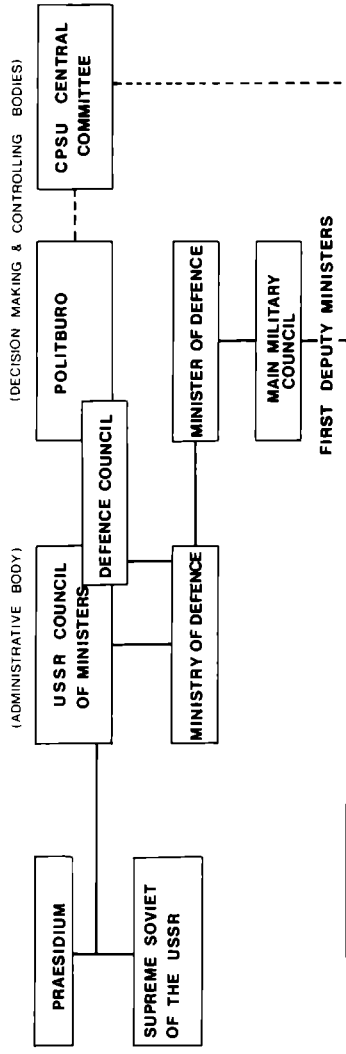 (ADMINISTRATIVE BODY)
(DECISION MAKING & CONTROLLING BODIES)
PRAESIDIUM
SUPREME SOVIET
OF THE USSR
USSR COUNCIL
OF MINISTERS
DEFENCE COUNCIL
POLITBURO
CPSU CENTRAL
COMMITTEE
MINISTRY OF DEFENCE
MINISTER OF DEFENCE
MAIN MILITARY
COUNCIL
FIRST DEPUTY MINISTERS